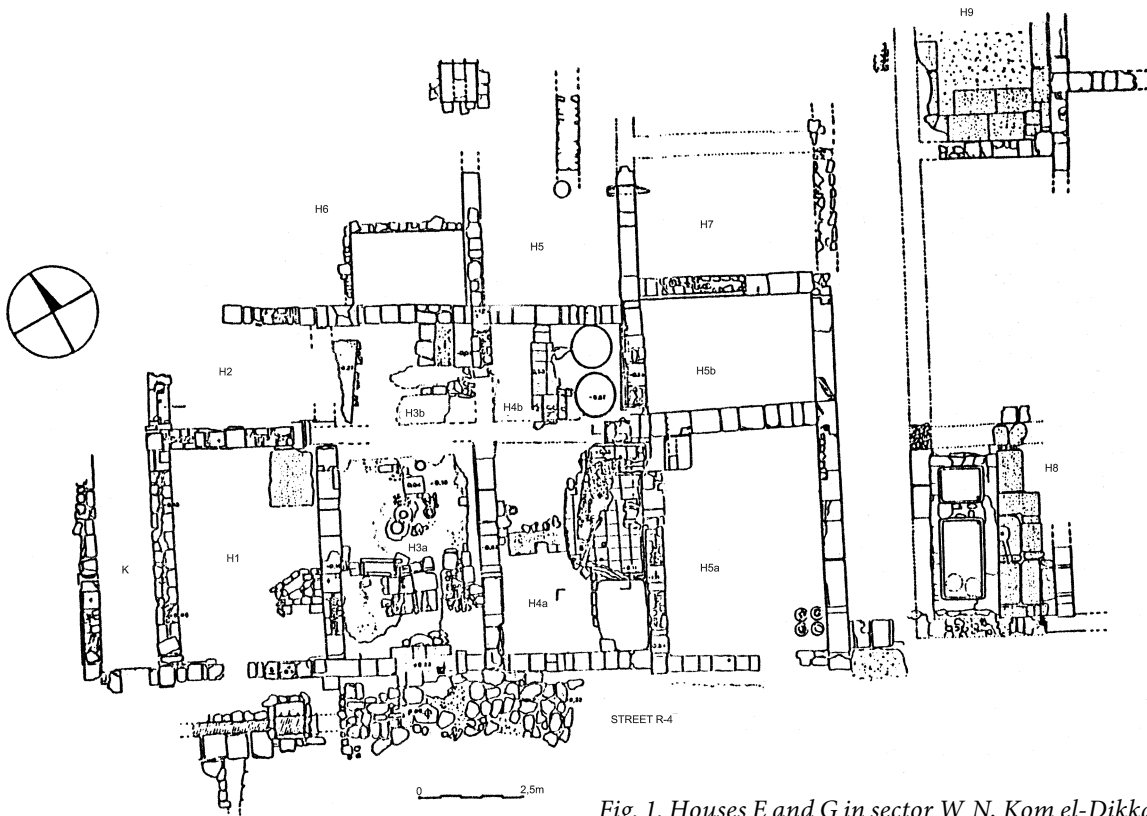 H9
H6
H5
H7
H2
H5b
H3b
H4b
H8
K
H1
H3a
H5a
H4a
STREET R-4
0 2,5m
Fig. 1. Houses E and G in sector W, N, Kom el-Dikka